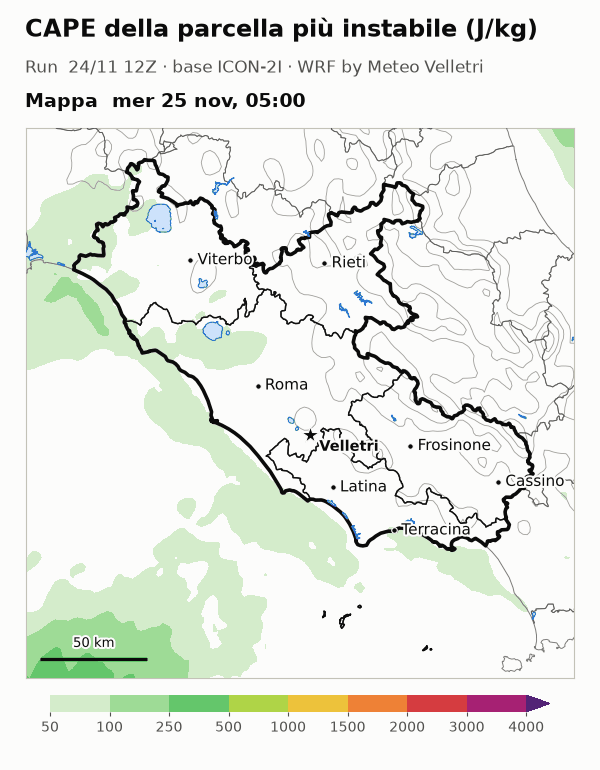 CAPE della parcella più instabile (J/kg)
Run  24/11 12Z · base ICON-2I · WRF by Meteo Velletri
Mappa  mer 25 nov, 05:00
Viterbo
Rieti
Roma
Velletri
Frosinone
Cassino
Latina
Terracina
50 km
50 100 250 500 1000 1500 2000 3000 4000